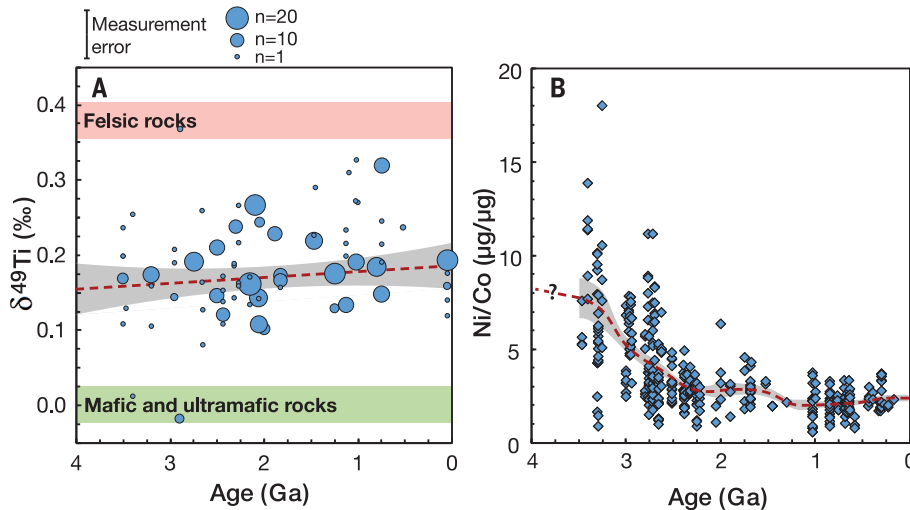 Measurement
error
n=20
n=10
n=1
A
Felsic rocks
Mafic and ultramafic rocks
δ49Ti (‰)
0.4
0.3
0.2
0.1
0.0
4 3 2 1 0
Age (Ga)
B
?
Ni/Co (μg/μg)
20
15
10
5
0
4 3 2 1 0
Age (Ga)